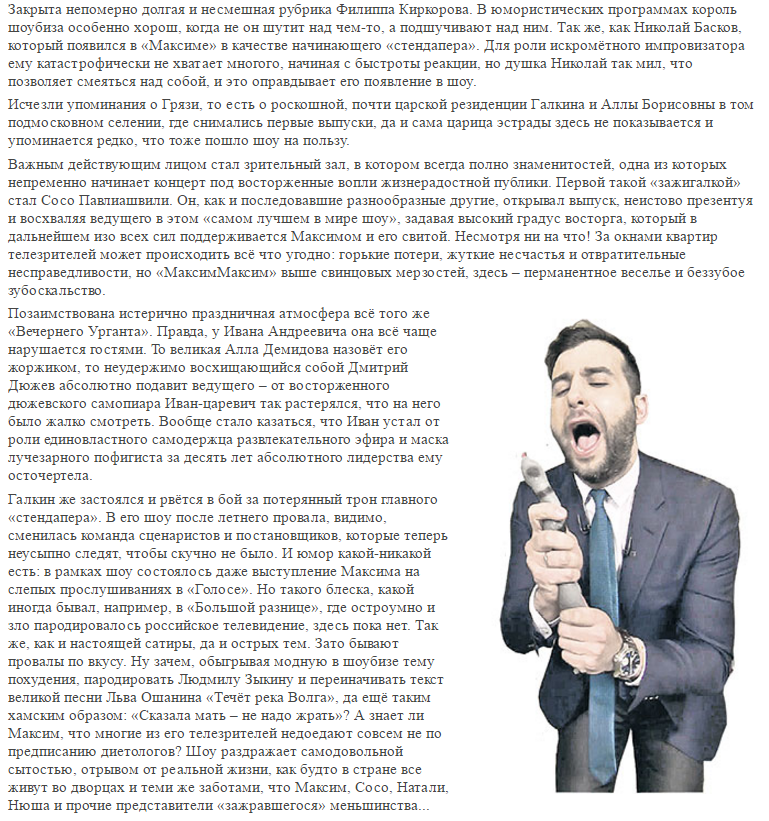 Закрыта непомерно долгая и несмешная рубрика Филиппа Киркорова. В юмористических программах король
шоубиза особенно хорош, когда не он шутит над чем-то, а подшучивают над ним. Так же, как Николай Басков,
который появился в «Максиме» в качестве начинающего «стендапера». Для роли искромётного импровизатора
ему катастрофически не хватает многого, начиная с быстроты реакции, но душка Николай так мил, что
позволяет смеяться над собой, и это оправдывает его появление в шоу.
Исчезли упоминания о Грязи, то есть о роскошной, почти царской резиденции Галкина и Аллы Борисовны в том
подмосковном селении, где снимались первые выпуски, да и сама царица эстрады здесь не показывается и
упоминается редко, что тоже пошло шоу на пользу.
Важным действующим лицом стал зрительный зал, в котором всегда полно знаменитостей, одна из которых
непременно начинает концерт под восторженные вопли жизнерадостной публики. Первой такой «зажигалкой»
стал Сосо Павлиашвили. Он, как и последовавшие разнообразные другие, открывал выпуск, неистово презентуя
и восхваляя ведущего в этом «самом лучшем в мире шоу», задавая высокий градус восторга, который в
дальнейшем изо всех сил поддерживается Максимом и его свитой. Несмотря ни на что! За окнами квартир
телезрителей может происходить всё что угодно: горькие потери, жуткие несчастья и отвратительные
несправедливости, но «МаксимМаксим» выше свинцовых мерзостей, здесь – перманентное веселье и беззубое
зубоскальство.
Позаимствована истерично праздничная атмосфера всё того же
«Вечернего Урганта». Правда, у Ивана Андреевича она всё чаще
нарушается гостями. То великая Алла Демидова назовёт его
жоржиком, то неудержимо восхищающийся собой Дмитрий
Дюжев абсолютно подавит ведущего – от восторженного
дюжевского самопиара Иван-царевич так растерялся, что на него
было жалко смотреть. Вообще стало казаться, что Иван устал от
роли единовластного самодержца развлекательного эфира и маска
лучезарного пофигиста за десять лет абсолютного лидерства ему
осточертела.
Галкин же застоялся и рвётся в бой за потерянный трон главного
«стендапера». В его шоу после летнего провала, видимо,
сменилась команда сценаристов и постановщиков, которые теперь
неусыпно следят, чтобы скучно не было. И юмор какой-никакой
есть: в рамках шоу состоялось даже выступление Максима на
слепых прослушиваниях в «Голосе». Но такого блеска, какой
иногда бывал, например, в «Большой разнице», где остроумно и
зло пародировалось российское телевидение, здесь пока нет. Так
же, как и настоящей сатиры, да и острых тем. Зато бывают
провалы по вкусу. Ну зачем, обыгрывая модную в шоубизе тему
похудения, пародировать Людмилу Зыкину и переиначивать текст
великой песни Льва Ошанина «Течёт река Волга», да ещё таким
хамским образом: «Сказала мать – не надо жрать»? А знает ли
Максим, что многие из его телезрителей недоедают совсем не по
предписанию диетологов? Шоу раздражает самодовольной
сытостью, отрывом от реальной жизни, как будто в стране все
живут во дворцах и теми же заботами, что Максим, Сосо, Натали,
Нюша и прочие представители «зажравшегося» меньшинства...